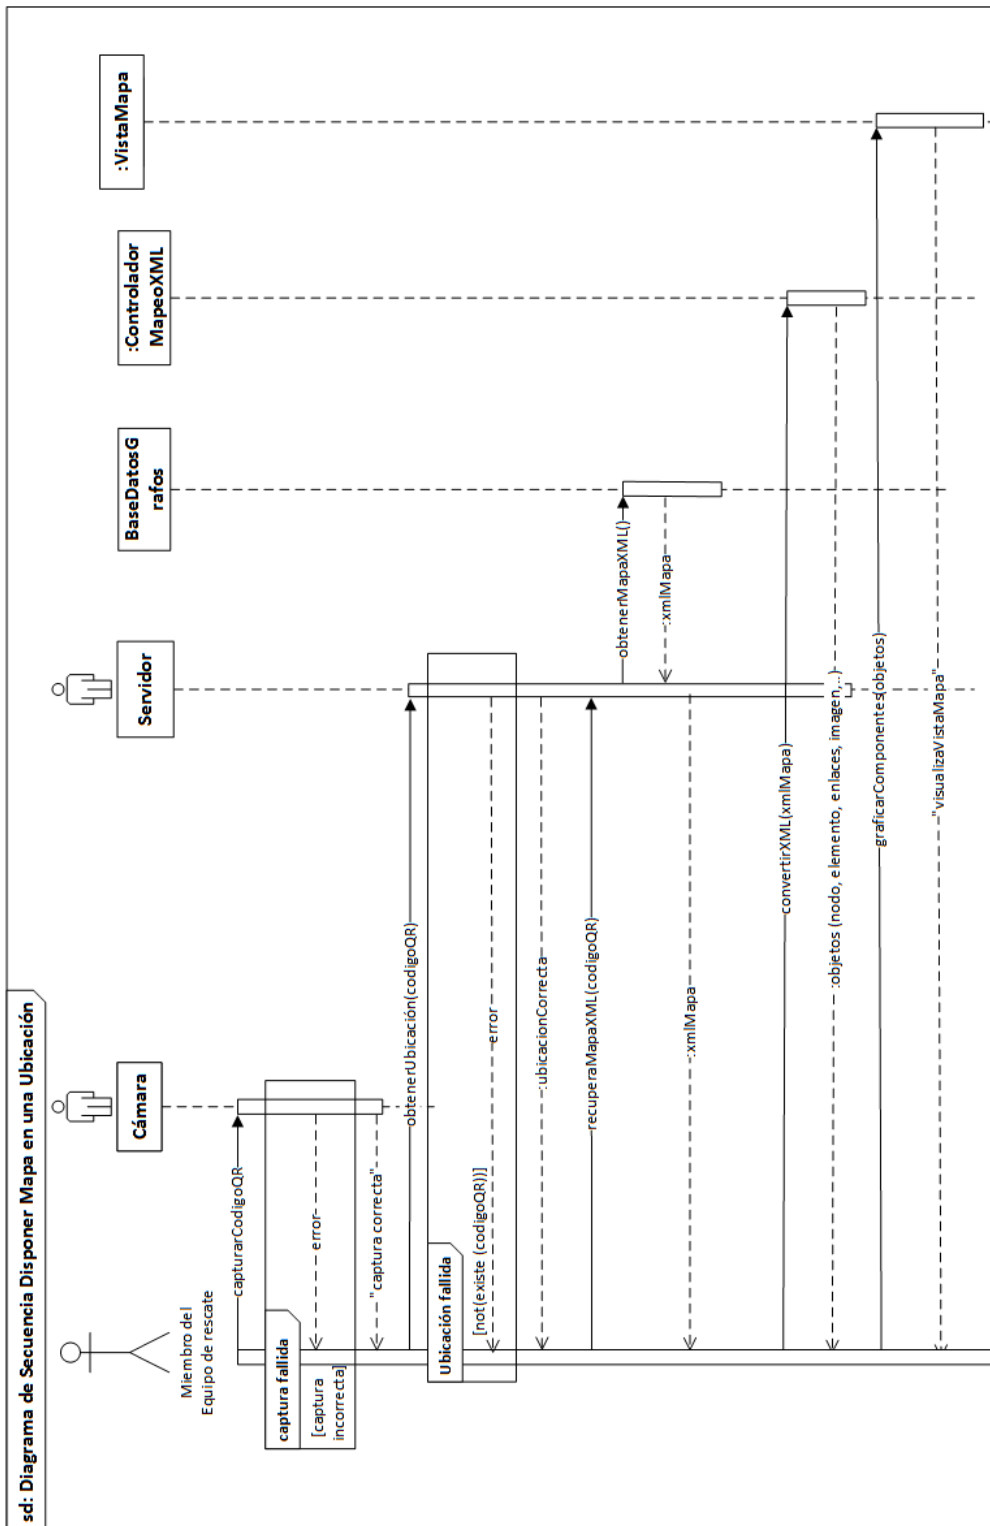 sd: Diagrama de Secuencia Disponer Mapa en una Ubicación
Miembro del
Equipo de rescate
Cámara
Servidor
BaseDatosG
rafos
:Controlador
MapeoXML
:VistaMapa
capturarCodigoQR
captura fallida
[captura
incorrecta]
error
"captura correcta"
obtenerUbicación(codigoQR)
Ubicación fallida
[not(existe (codigoQR))]
error
:ubicacionCorrecta
recuperaMapaXML(codigoQR)
obtenerMapaXML()
:xmlMapa
:xmlMapa
convertirXML(xmlMapa)
:objetos (nodo, elemento, enlaces, imagen,..)
graficarComponentes(objetos)
"visualizaVistaMapa"